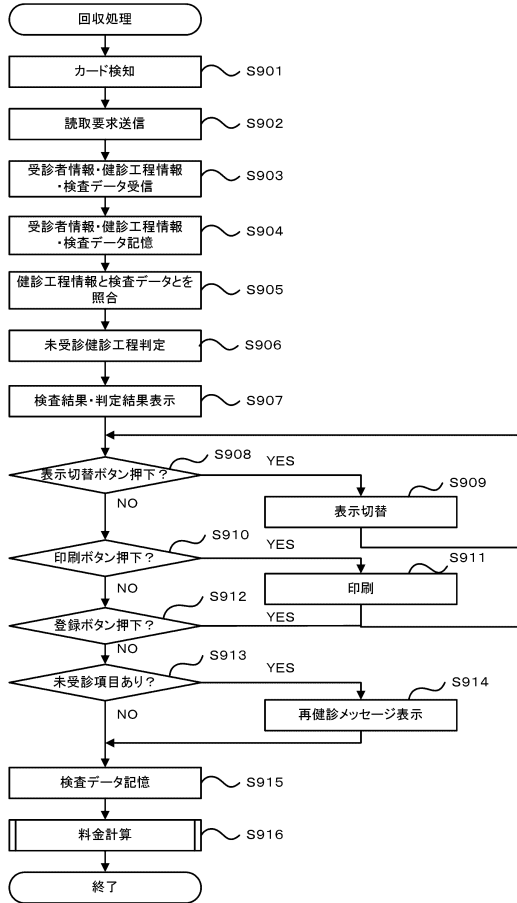 回収処理
カード検知
S901
読取要求送信
S902
受診者情報・健診工程情報
・検査データ受信
S903
受診者情報・健診工程情報
・検査データ記憶
S904
健診工程情報と検査データとを
照合
S905
未受診健診工程判定
S906
検査結果・判定結果表示
S907
表示切替ボタン押下？
S908
YES
NO
表示切替
S909
印刷ボタン押下？
S910
YES
NO
印刷
S911
登録ボタン押下？
S912
YES
NO
未受診項目あり？
S913
YES
NO
再健診メッセージ表示
S914
検査データ記憶
S915
料金計算
S916
終了